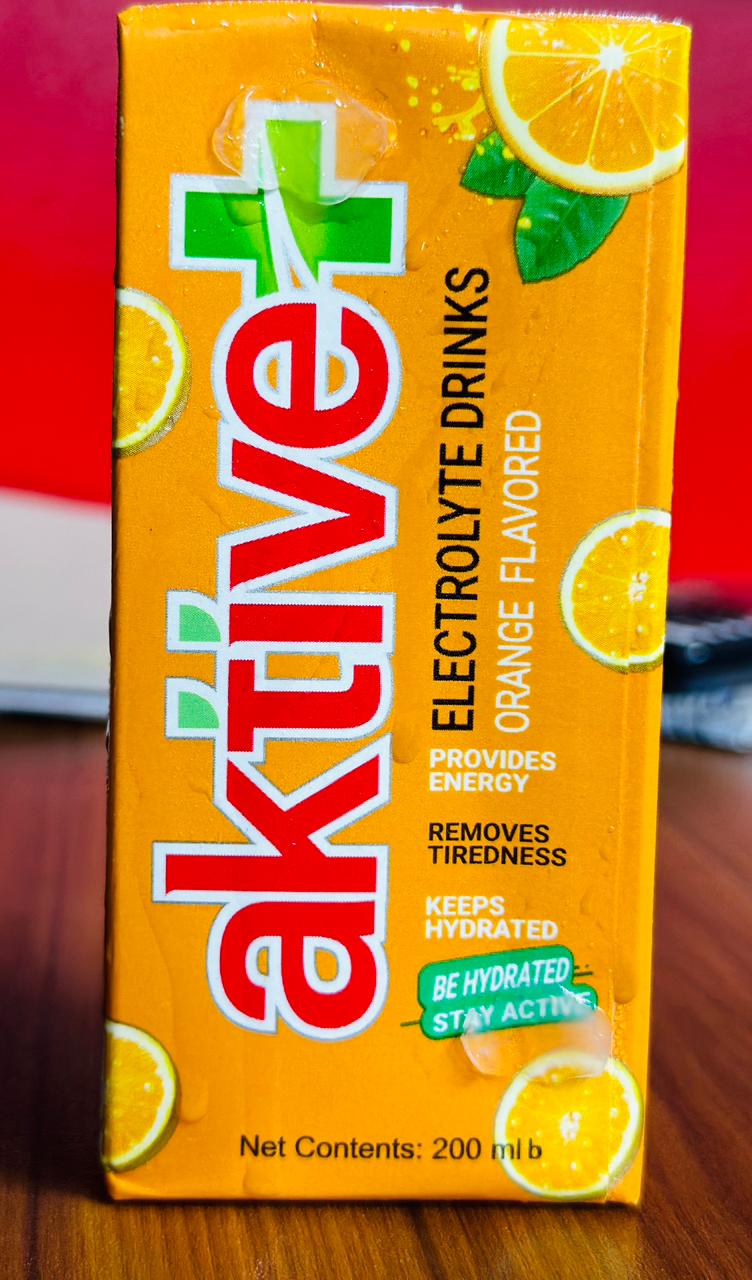 aktive+
ELECTROLYTE DRINKS
ORANGE FLAVORED
PROVIDES
ENERGY
REMOVES
TIREDNESS
KEEPS
HYDRATED
BE HYDRATED
STAY ACTIVE
Net Contents: 200 ml b